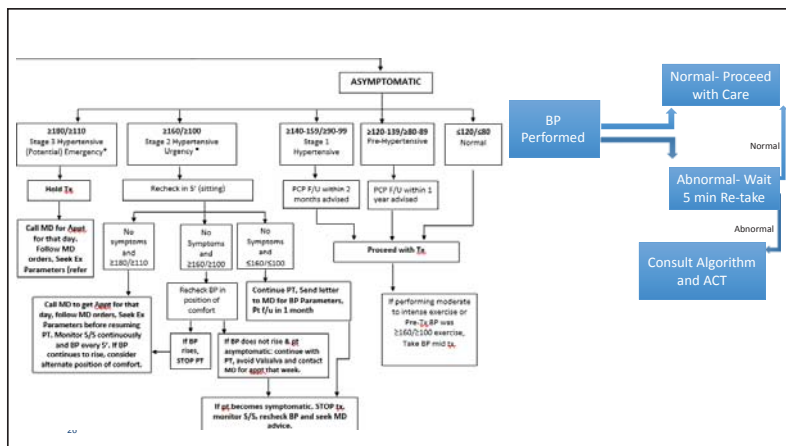 ASYMPTOMATIC
≥180/≥110
Stage 3 Hypertensive
(Potential) Emergency*
≥160/≥100
Stage 2 Hypertensive
Urgency *
≥140-159/≥90-99
Stage 1
Hypertensive
≥120-139/≥80-89
Pre-Hypertensive
≤120/≤80
Normal
Hold Tx
Recheck in 5' (sitting)
PCP F/U within 2
months advised
PCP F/U within 1
year advised
Call MD for Appt
for that day.
Follow MD
orders, Seek Ex
Parameters [refer
No
symptoms
and
≥180/≥110
No
Symptoms
and
≥160/≥100
No
Symptoms
and
≤160/≤100
Proceed with Tx
Call MD to get Appt for that
day, follow MD orders, Seek Ex
Parameters before resuming
PT. Monitor S/S continuously
and BP every 5'. If BP
continues to rise, consider
alternate position of comfort.
Recheck BP in
position of
comfort
Continue PT, Send letter
to MD for BP Parameters,
Pt f/u in 1 month
If performing moderate
to intense exercise or
Pre-Tx BP was
≥160/≥100 exercise,
Take BP mid tx.
If BP
rises,
STOP PT
If BP does not rise & pt
asymptomatic: continue with
PT, avoid Valsalva and contact
MD for appt that week.
If pt becomes symptomatic, STOP tx,
monitor S/S, recheck BP and seek MD
advice.
BP
Performed
Normal- Proceed
with Care
Normal
Abnormal- Wait
5 min Re-take
Abnormal
Consult Algorithm
and ACT